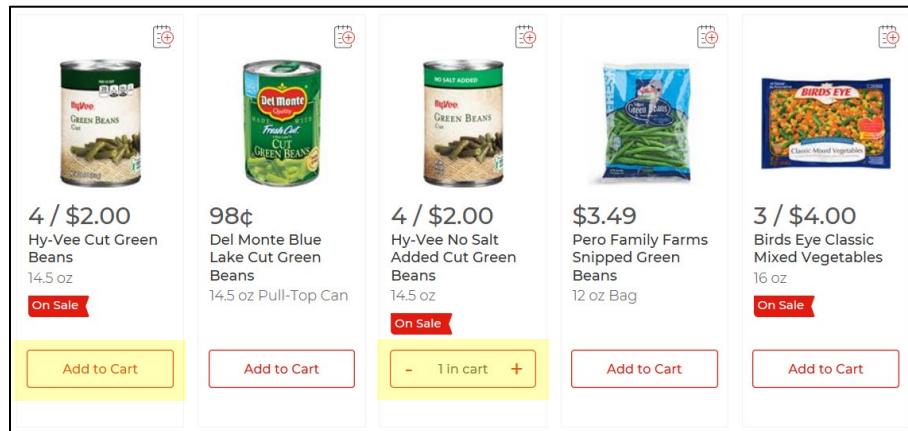 HyVee
GREEN BEANS
Cut
4 / $2.00
Hy-Vee Cut Green
Beans
14.5 oz
On Sale
Add to Cart
Del Monte
Quality
MADE WITH
Fresh Cut
CUT
GREEN BEANS
98¢
Del Monte Blue
Lake Cut Green
Beans
14.5 oz Pull-Top Can
Add to Cart
NO SALT ADDED
HyVee
GREEN BEANS
Cut
4 / $2.00
Hy-Vee No Salt
Added Cut Green
Beans
14.5 oz
On Sale
- 1 in cart +
Green Beans
$3.49
Pero Family Farms
Snipped Green
Beans
12 oz Bag
Add to Cart
BIRDS EYE
Classic Mixed Vegetables
3 / $4.00
Birds Eye Classic
Mixed Vegetables
16 oz
On Sale
Add to Cart